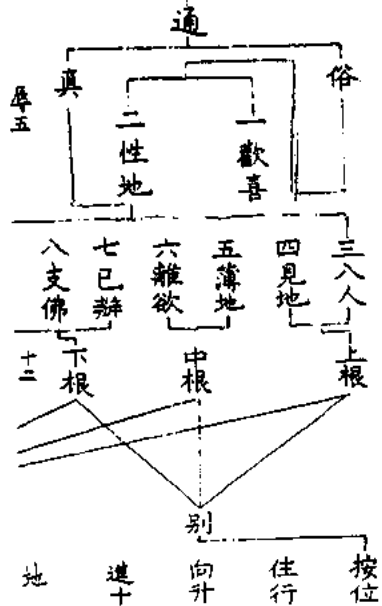 通
俗
真
辱五
一歡喜
二性地
三八人
四見地
五簿地
六離欲
七已辦
八支佛
上根
中根
下根
十二
別
按位
住行
向升
進十
地